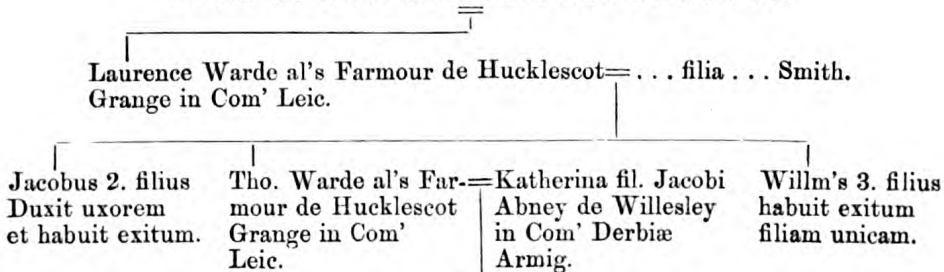 Laurence Warde al's Farmour de Hucklescot= . . . filia . . . Smith.
Grange in Com' Leic.
Jacobus 2. filius
Duxit uxorem
et habuit exitum.
Tho. Warde al's Far-=Katherina fil. Jacobi
mour de Hucklescot
Grange in Com'
Leic.
Abney de Willesley
in Com' Derbiæ
Armig.
Willm's 3. filius
habuit exitum
filiam unicam.